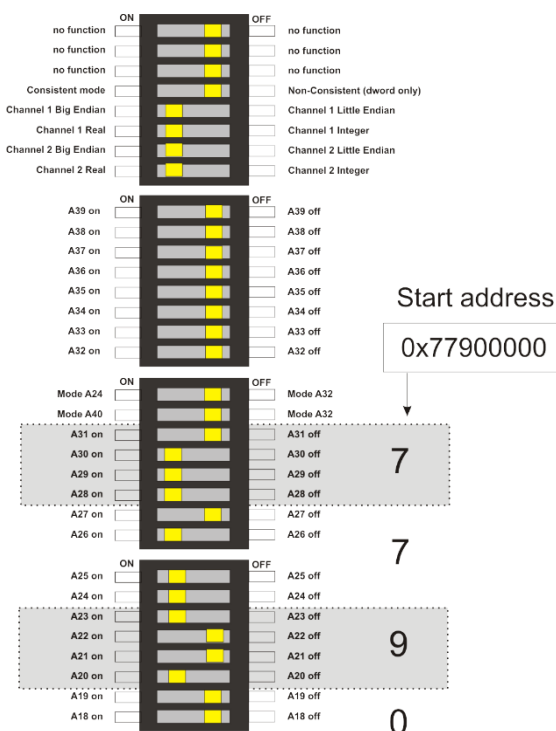 ON OFF
no function no function
no function no function
no function no function
Consistent mode Non-Consistent (dword only)
Channel 1 Big Endian Channel 1 Little Endian
Channel 1 Real Channel 1 Integer
Channel 2 Big Endian Channel 2 Little Endian
Channel 2 Real Channel 2 Integer
ON OFF
A39 on A39 off
A38 on A38 off
A37 on A37 off
A36 on A36 off
A35 on A35 off
A34 on A34 off
A33 on A33 off
A32 on A32 off
Start address
0x77900000
ON OFF
Mode A24 Mode A32
Mode A40 Mode A32
A31 on A31 off
A30 on A30 off
A29 on A29 off
A28 on A28 off
7
A27 on A27 off
A26 on A26 off
7
ON OFF
A25 on A25 off
A24 on A24 off
A23 on A23 off
A22 on A22 off
A21 on A21 off
A20 on A20 off
9
A19 on A19 off
A18 on A18 off
0